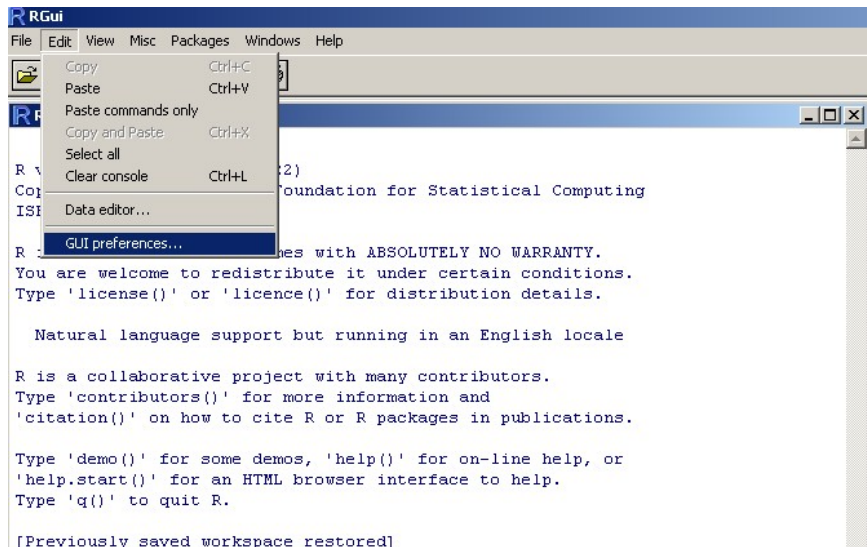 RGui
File Edit View Misc Packages Windows Help
Copy Ctrl+C
Paste Ctrl+V
Paste commands only
Copy and Paste Ctrl+X
Select all
Clear console Ctrl+L
Data editor...
GUI preferences...
R
:2)
Foundation for Statistical Computing
R
with ABSOLUTELY NO WARRANTY.
You are welcome to redistribute it under certain conditions.
Type 'license()' or 'licence()' for distribution details.
Natural language support but running in an English locale
R is a collaborative project with many contributors.
Type 'contributors()' for more information and
'citation()' on how to cite R or R packages in publications.
Type 'demo()' for some demos, 'help()' for on-line help, or
'help.start()' for an HTML browser interface to help.
Type 'q()' to quit R.
[Previously saved workspace restored]